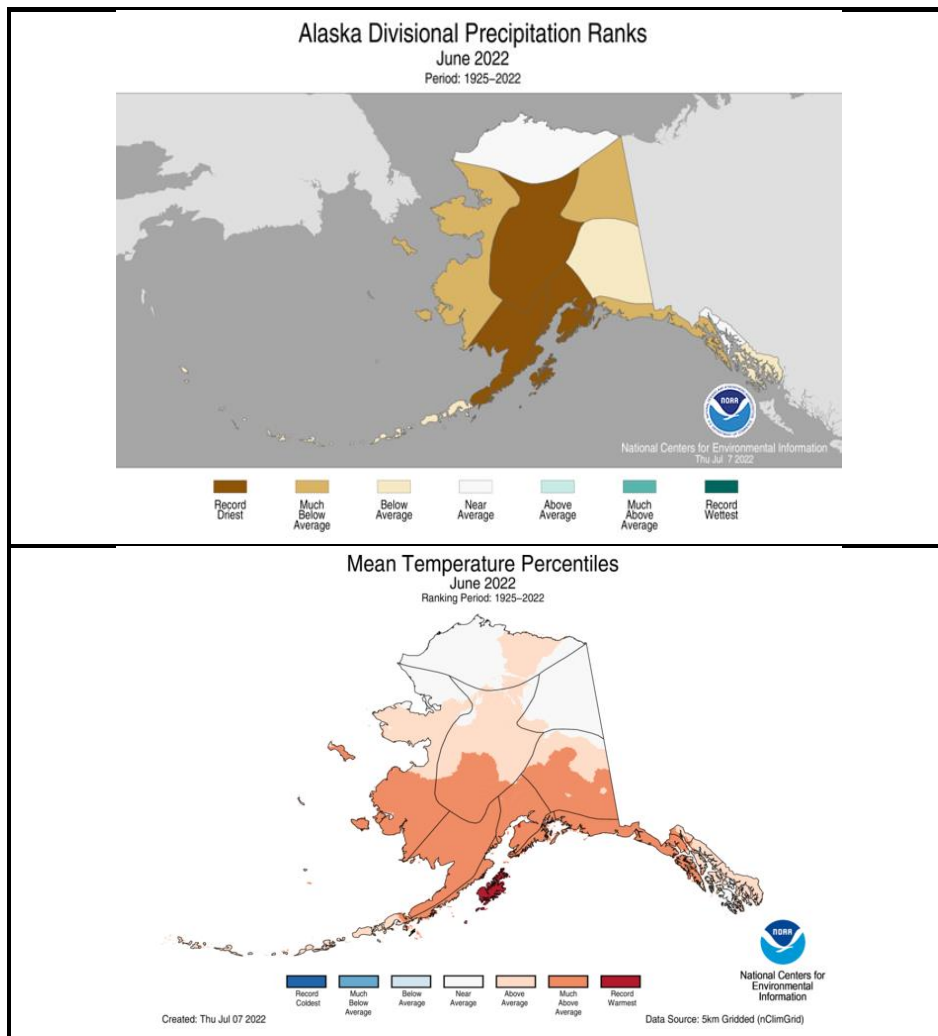 Alaska Divisional Precipitation Ranks
June 2022
Period: 1925–2022
NOAA
National Centers for Environmental Information
Thu Jul 7 2022
Record Driest
Much Below Average
Below Average
Near Average
Above Average
Much Above Average
Record Wettest
Mean Temperature Percentiles
June 2022
Ranking Period: 1925–2022
NOAA
National Centers for
Environmental
Information
Record Coldest
Much Below Average
Below Average
Near Average
Above Average
Much Above Average
Record Warmest
Created: Thu Jul 07 2022
Data Source: 5km Gridded (nClimGrid)